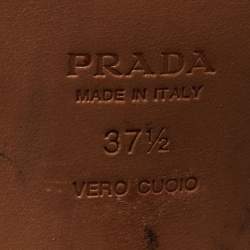 PRADA
MADE IN ITALY
37½
VERO CUOIO